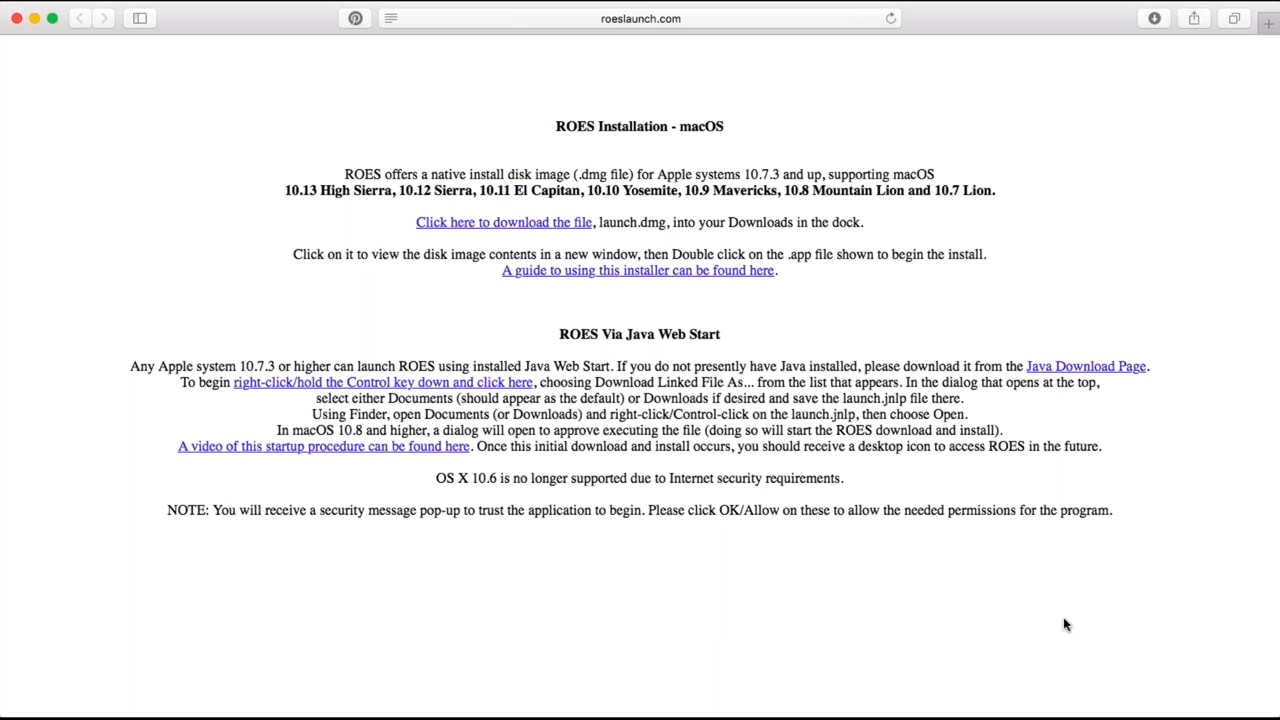 roeslaunch.com
ROES Installation - macOS
ROES offers a native install disk image (.dmg file) for Apple systems 10.7.3 and up, supporting macOS
10.13 High Sierra, 10.12 Sierra, 10.11 El Capitan, 10.10 Yosemite, 10.9 Mavericks, 10.8 Mountain Lion and 10.7 Lion.
Click here to download the file, launch.dmg, into your Downloads in the dock.
Click on it to view the disk image contents in a new window, then Double click on the .app file shown to begin the install.
A guide to using this installer can be found here.
ROES Via Java Web Start
Any Apple system 10.7.3 or higher can launch ROES using installed Java Web Start. If you do not presently have Java installed, please download it from the Java Download Page.
To begin right-click/hold the Control key down and click here, choosing Download Linked File As... from the list that appears. In the dialog that opens at the top,
select either Documents (should appear as the default) or Downloads if desired and save the launch.jnlp file there.
Using Finder, open Documents (or Downloads) and right-click/Control-click on the launch.jnlp, then choose Open.
In macOS 10.8 and higher, a dialog will open to approve executing the file (doing so will start the ROES download and install).
A video of this startup procedure can be found here. Once this initial download and install occurs, you should receive a desktop icon to access ROES in the future.
OS X 10.6 is no longer supported due to Internet security requirements.
NOTE: You will receive a security message pop-up to trust the application to begin. Please click OK/Allow on these to allow the needed permissions for the program.